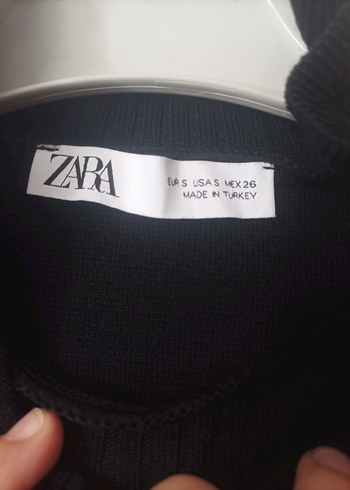 ZARA
EUR S USA S MEX 26
MADE IN TURKEY